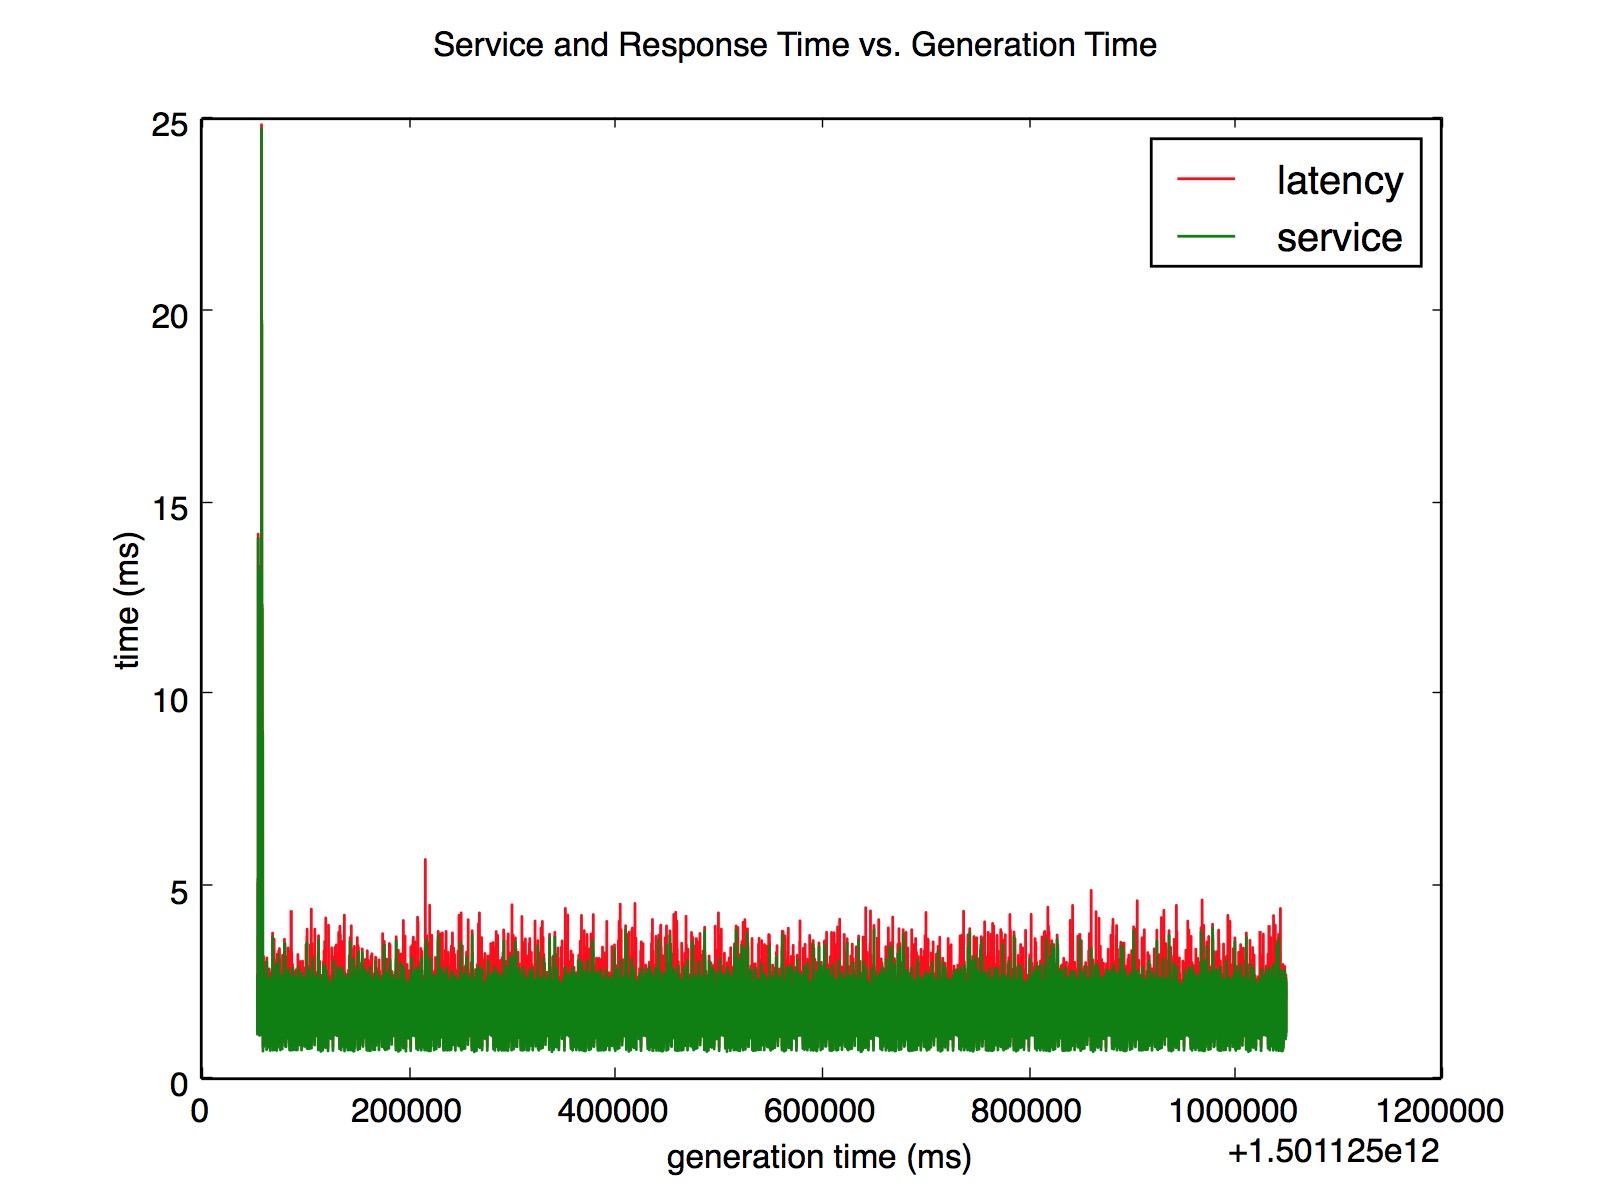 Service and Response Time vs. Generation Time
25
20
15
10
5
0
time (ms)
latency
service
0 200000 400000 600000 800000 1000000 1200000
generation time (ms)
+1.501125e12